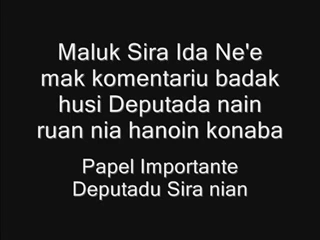 Maluk Sira Ida Ne'e
mak komentariu badak
husi Deputada nain
ruan nia hanoin konaba
Papel Importante
Deputadu Sira nian